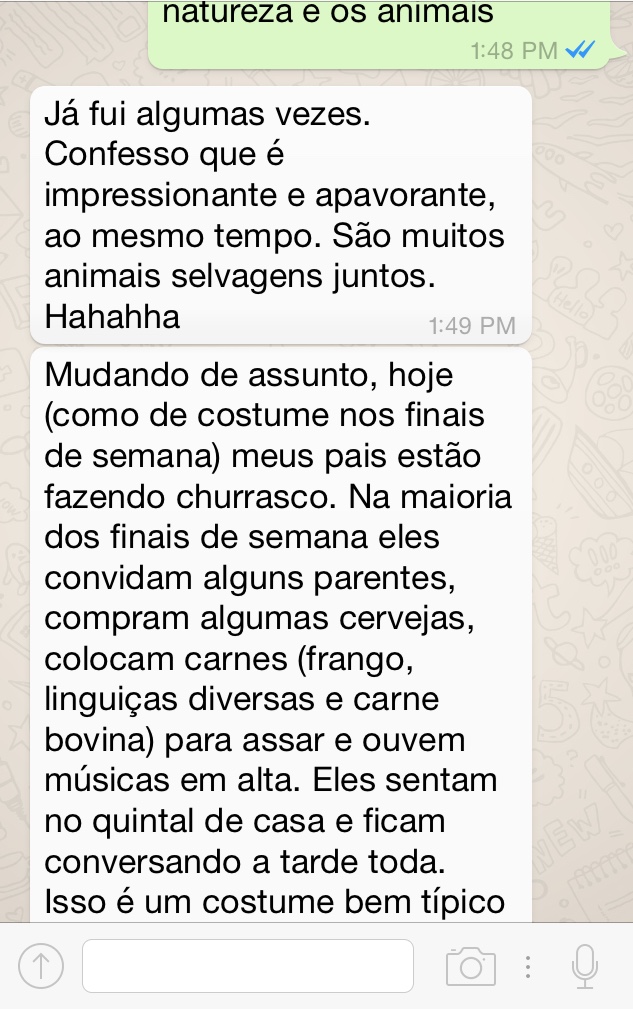 natureza e os animais
1:48 PM
Já fui algumas vezes.
Confesso que é
impressionante e apavorante,
ao mesmo tempo. São muitos
animais selvagens juntos.
Hahahha
1:49 PM
Mudando de assunto, hoje
(como de costume nos finais
de semana) meus pais estão
fazendo churrasco. Na maioria
dos finais de semana eles
convidam alguns parentes,
compram algumas cervejas,
colocam carnes (frango,
linguiças diversas e carne
bovina) para assar e ouvem
músicas em alta. Eles sentam
no quintal de casa e ficam
conversando a tarde toda.
Isso é um costume bem típico